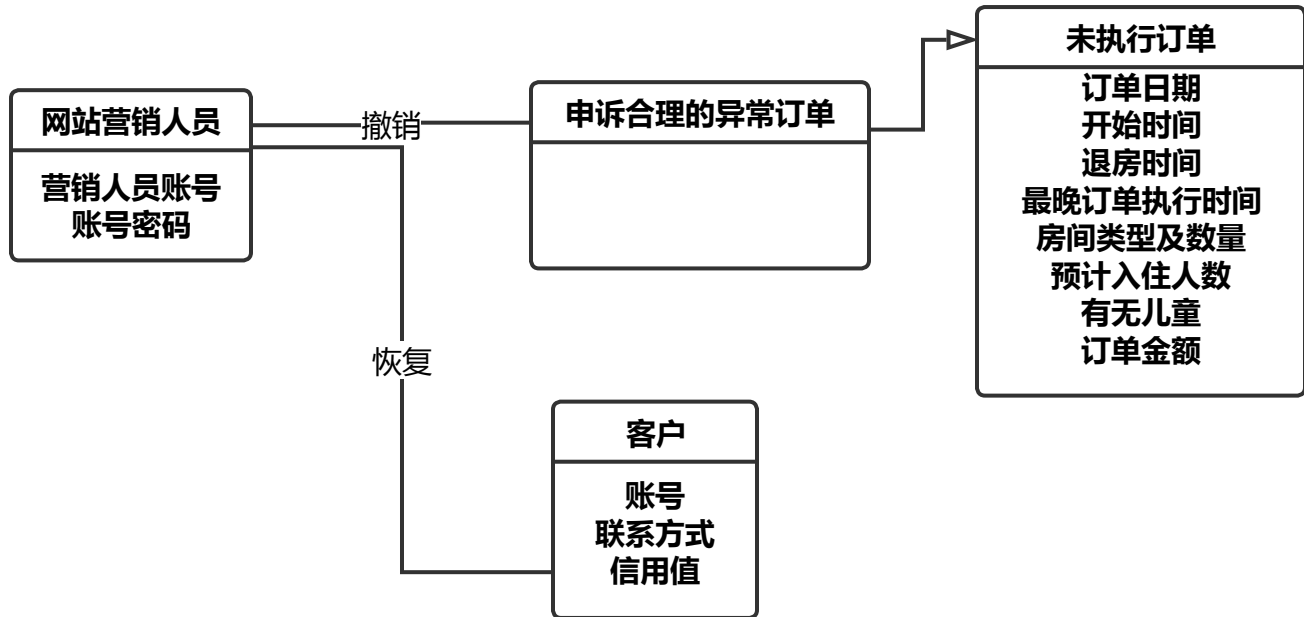 网站营销人员
营销人员账号
账号密码
撤销
申诉合理的异常订单
未执行订单
订单日期
开始时间
退房时间
最晚订单执行时间
房间类型及数量
预计入住人数
有无儿童
订单金额
恢复
客户
账号
联系方式
信用值